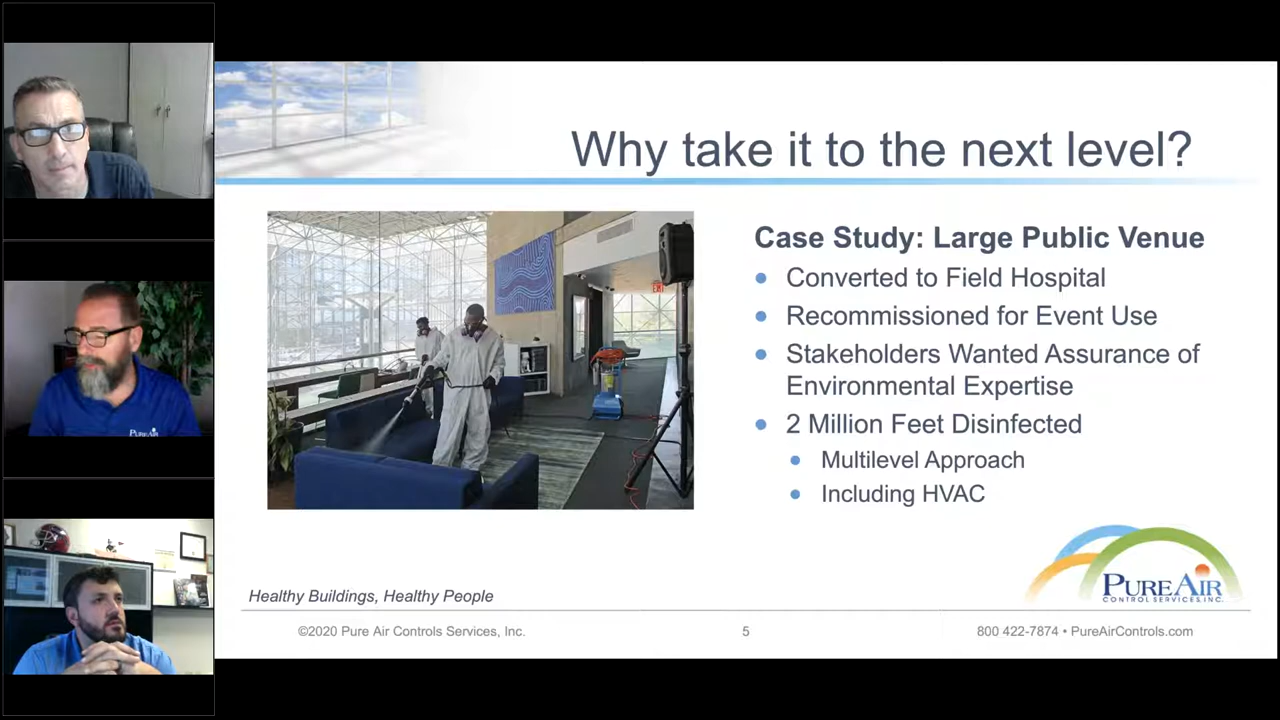 Why take it to the next level?
Case Study: Large Public Venue
Converted to Field Hospital
Recommissioned for Event Use
Stakeholders Wanted Assurance of
Environmental Expertise
2 Million Feet Disinfected
Multilevel Approach
Including HVAC
EXIT
PUREAIR
PUREAIR
CONTROL SERVICES, INC.
Healthy Buildings, Healthy People
©2020 Pure Air Controls Services, Inc.
5
800 422-7874 • PureAirControls.com